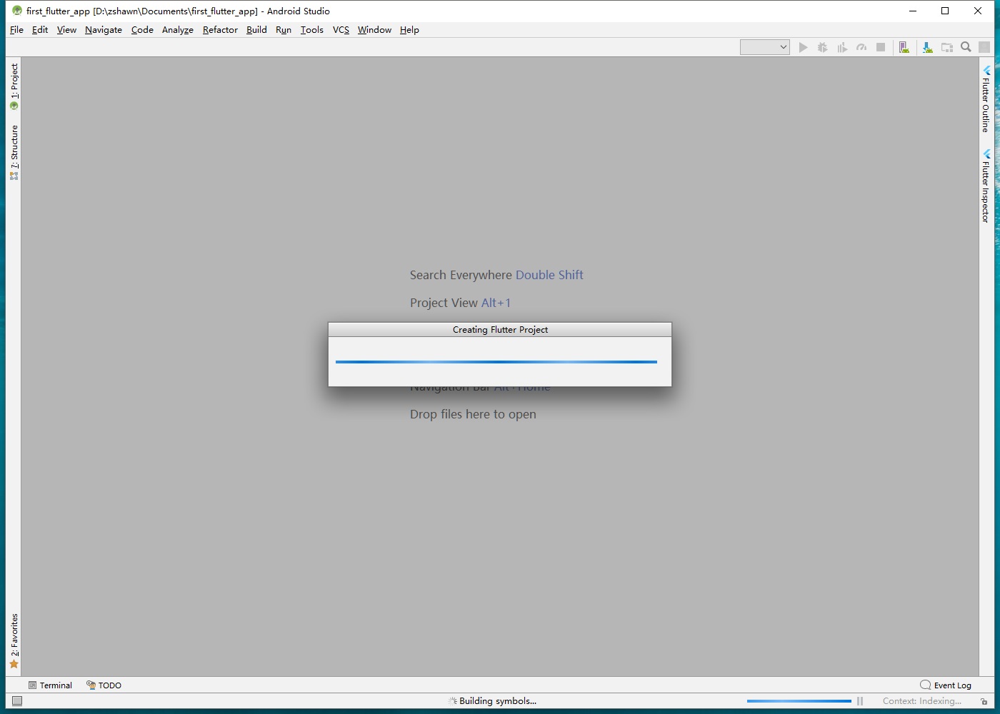 first_flutter_app [D:\zshawn\Documents\first_flutter_app] - Android Studio
File Edit View Navigate Code Analyze Refactor Build Run Tools VCS Window Help
1: Project
7: Structure
2: Favorites
Flutter Outline
Flutter Inspector
Search Everywhere Double Shift
Project View Alt+1
Creating Flutter Project
Navigation Bar Alt+Home
Drop files here to open
Terminal TODO Event Log
Building symbols... Context: Indexing...